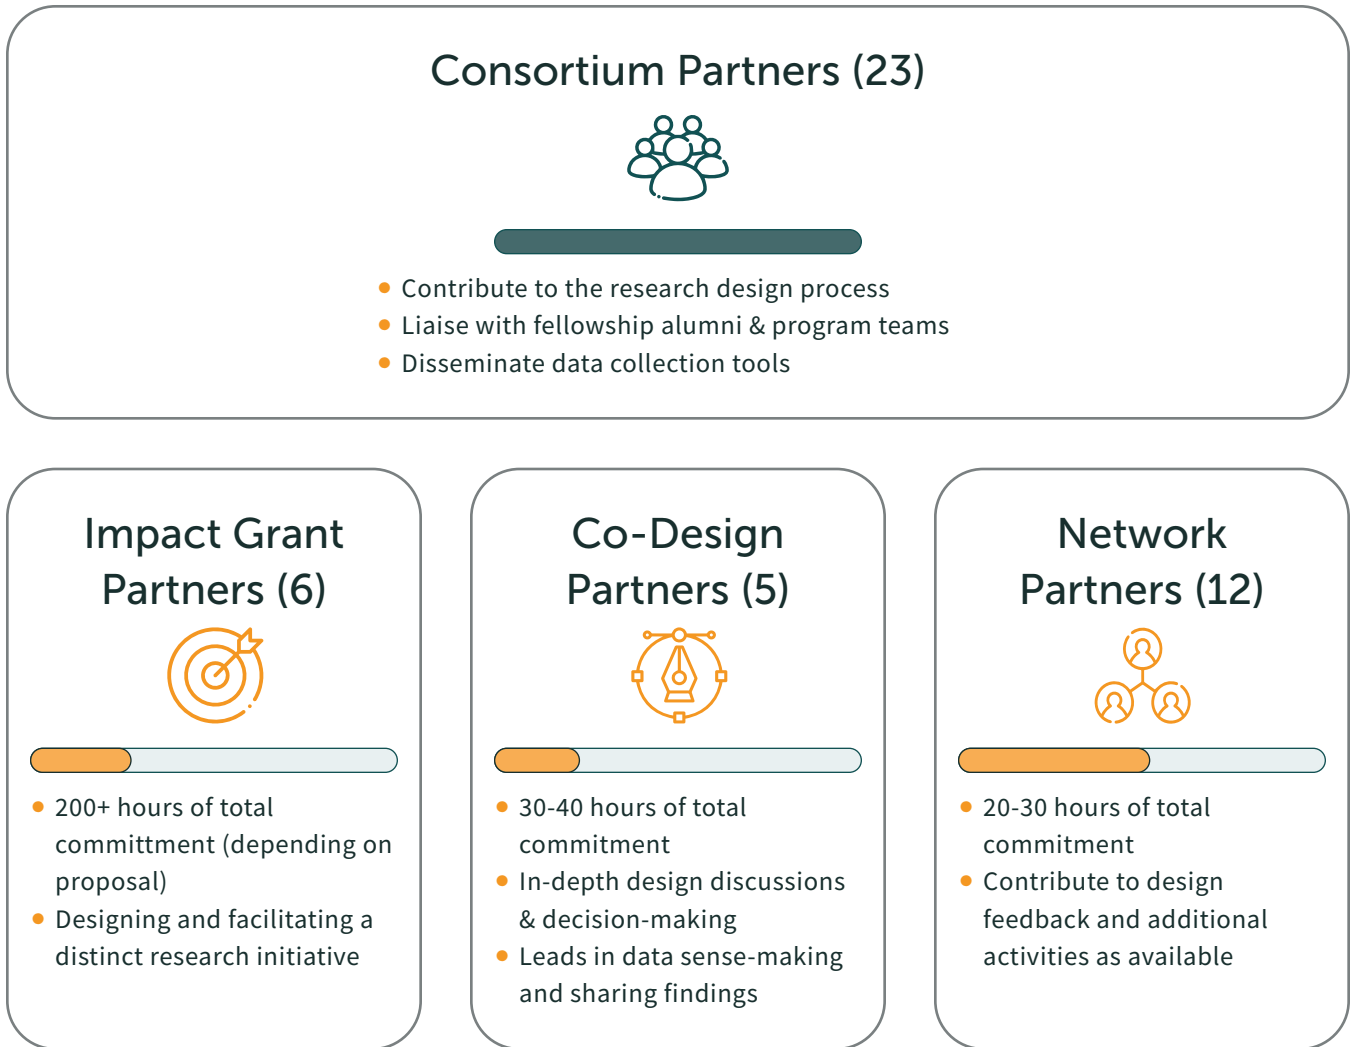 Consortium Partners (23)
Contribute to the research design process
Liaise with fellowship alumni & program teams
Disseminate data collection tools
Impact Grant
Partners (6)
200+ hours of total
committment (depending on
proposal)
Designing and facilitating a
distinct research initiative
Co-Design
Partners (5)
30-40 hours of total
commitment
In-depth design discussions
& decision-making
Leads in data sense-making
and sharing findings
Network
Partners (12)
20-30 hours of total
commitment
Contribute to design
feedback and additional
activities as available